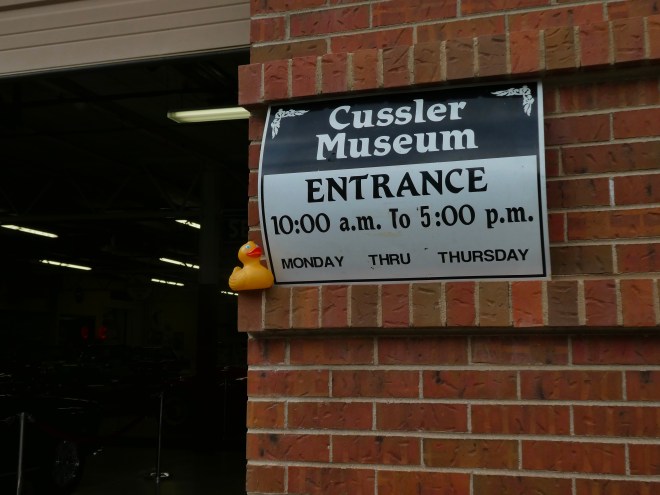 Cussler
Museum
ENTRANCE
10:00 a.m. To 5:00 p.m.
MONDAY THRU THURSDAY